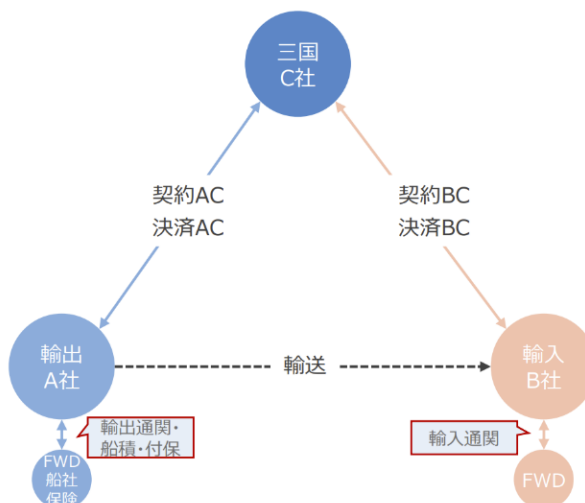 三国
C社
契約AC
決済AC
契約BC
決済BC
輸出
A社
輸送
輸入
B社
輸出通関・
船積・付保
輸入通関
FWD
船社
保険
FWD